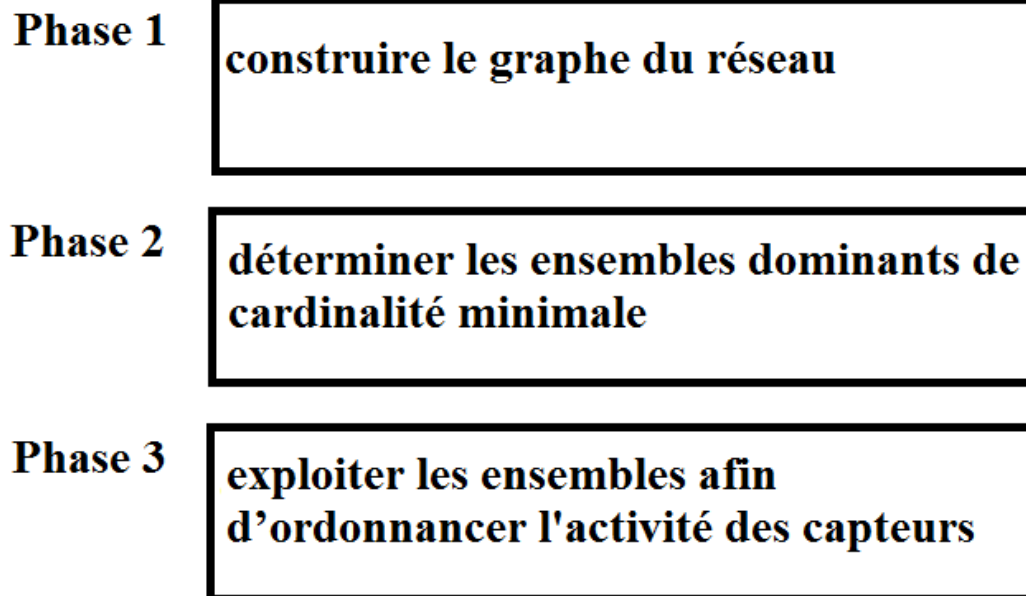 Phase 1
construire le graphe du réseau
Phase 2
déterminer les ensembles dominants de
cardinalité minimale
Phase 3
exploiter les ensembles afin
d’ordonnancer l'activité des capteurs